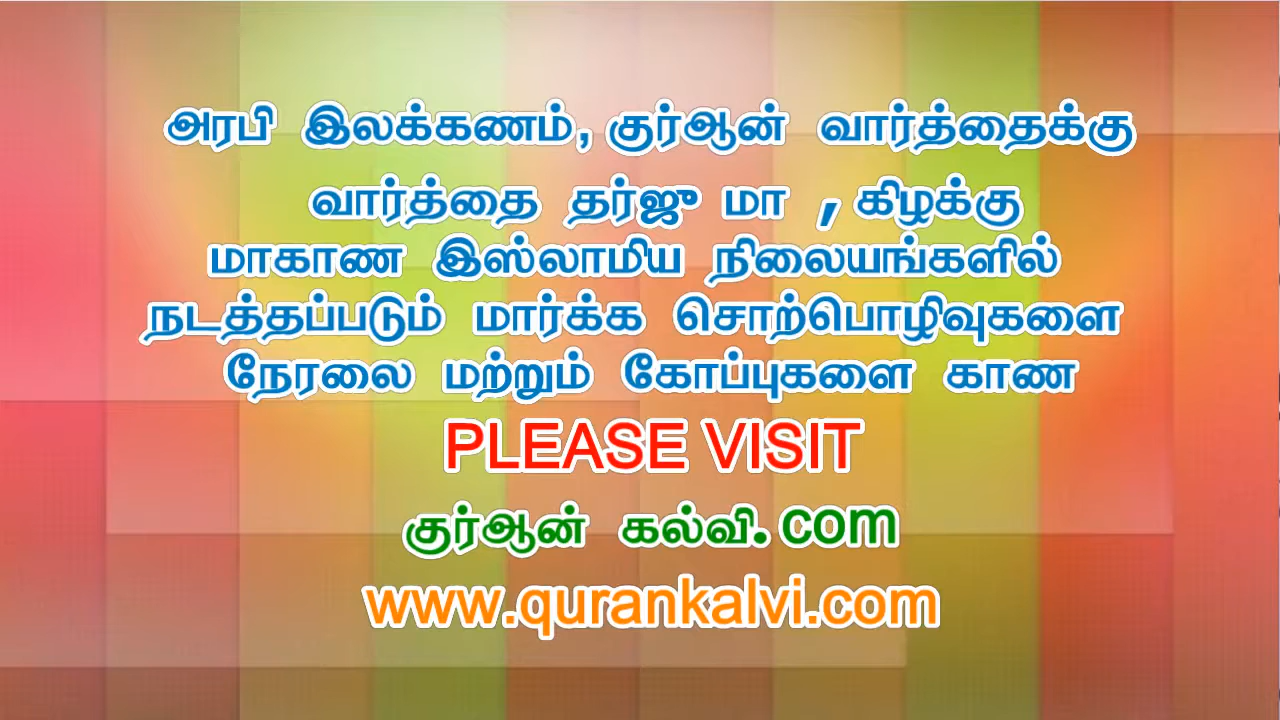 அரபி இலக்கணம், குர்ஆன் வார்த்தைக்கு
வார்த்தை தர்ஜு மா , கிழக்கு
மாகாண இஸ்லாமிய நிலையங்களில்
நடத்தப்படும் மார்க்க சொற்பொழிவுகளை
நேரலை மற்றும் கோப்புகளை காண
PLEASE VISIT
குர்ஆன் கல்வி.com
www.qurankalvi.com